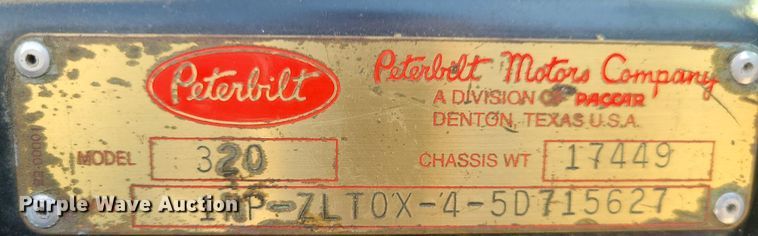 Peterbilt
Peterbilt Motors Company
A DIVISION OF PACCAR
DENTON, TEXAS U.S.A.
MODEL 320 CHASSIS WT 17449
1NP-ZLT0X-4-5D715627
Purple Wave Auction